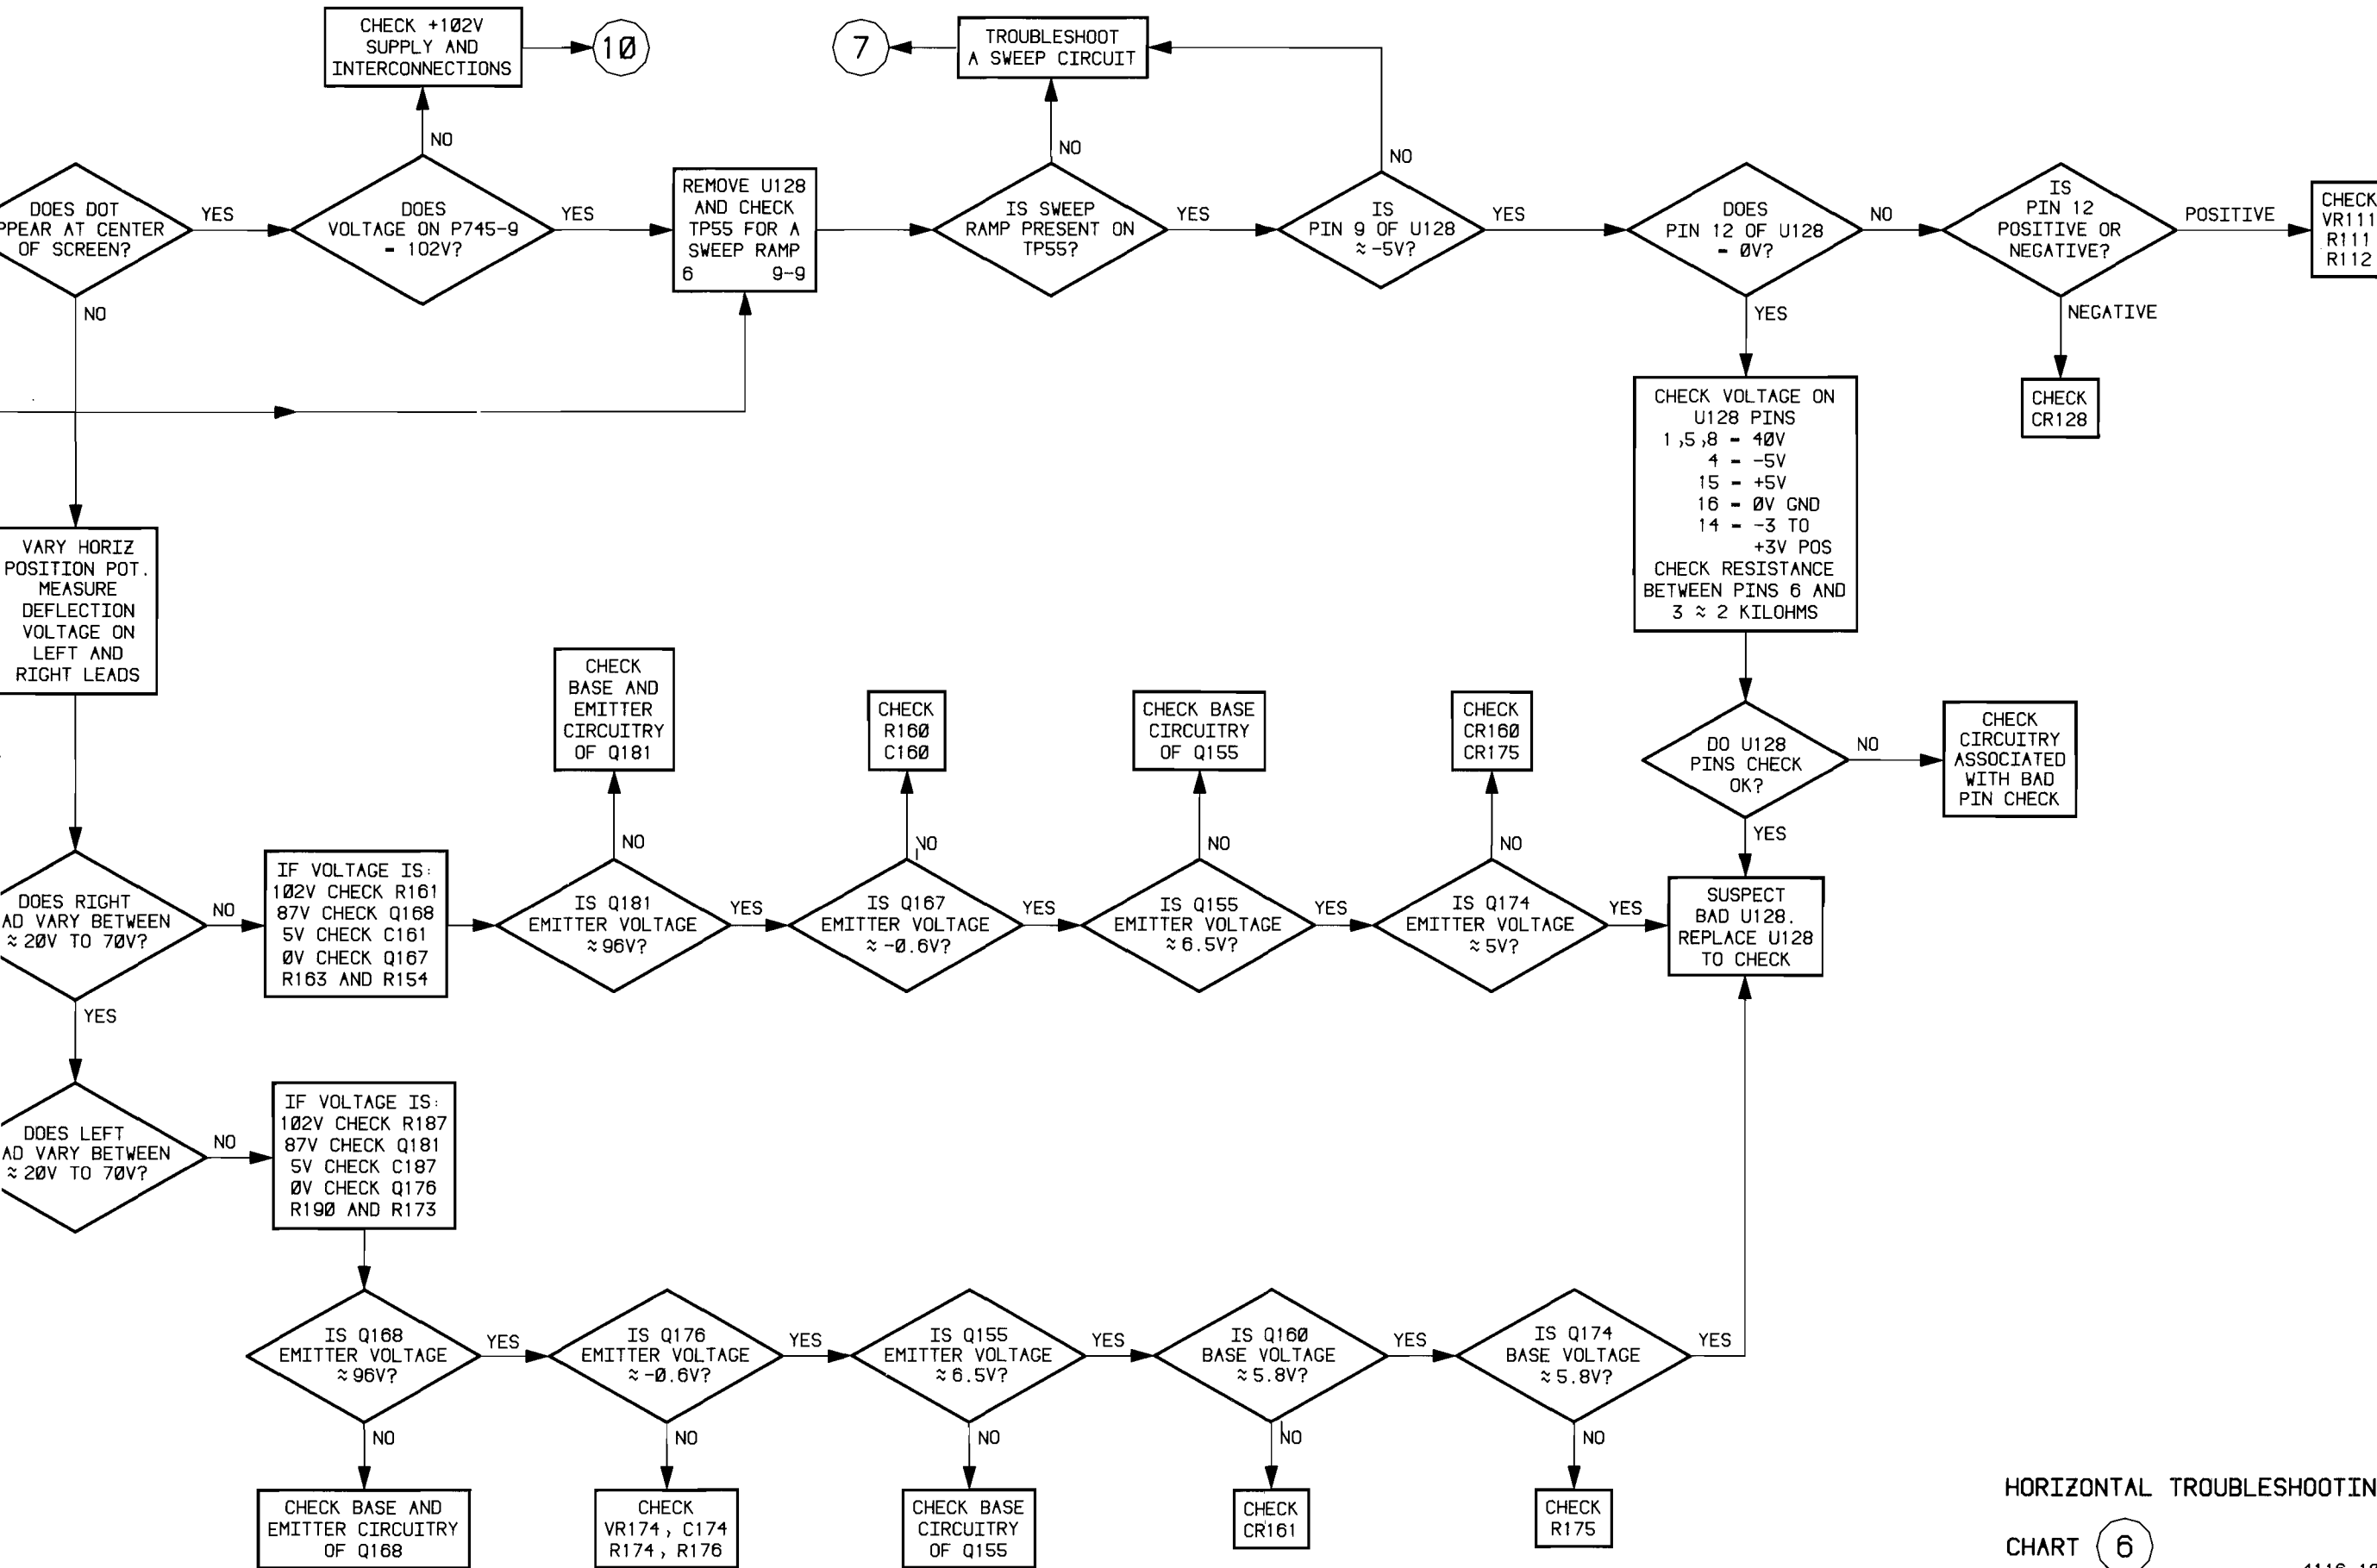 CHECK +102V
SUPPLY AND
INTERCONNECTIONS
10
7
TROUBLESHOOT
A SWEEP CIRCUIT
NO
NO
NO
DOES DOT
PPEAR AT CENTER
OF SCREEN?
YES
DOES
VOLTAGE ON P745-9
= 102V?
YES
REMOVE U128
AND CHECK
TP55 FOR A
SWEEP RAMP
6 9-9
IS SWEEP
RAMP PRESENT ON
TP55?
YES
IS
PIN 9 OF U128
≈ -5V?
YES
DOES
PIN 12 OF U128
= 0V?
NO
IS
PIN 12
POSITIVE OR
NEGATIVE?
POSITIVE
CHECK
VR111
R111
R112
NO
YES
NEGATIVE
CHECK
CR128
CHECK VOLTAGE ON
U128 PINS
1,5,8 = 40V
4 = -5V
15 = +5V
16 = 0V GND
14 = -3 TO
+3V POS
CHECK RESISTANCE
BETWEEN PINS 6 AND
3 ≈ 2 KILOHMS
VARY HORIZ
POSITION POT.
MEASURE
DEFLECTION
VOLTAGE ON
LEFT AND
RIGHT LEADS
CHECK
BASE AND
EMITTER
CIRCUITRY
OF Q181
CHECK
R160
C160
CHECK BASE
CIRCUITRY
OF Q155
CHECK
CR160
CR175
DO U128
PINS CHECK
OK?
NO
CHECK
CIRCUITRY
ASSOCIATED
WITH BAD
PIN CHECK
NO
NO
NO
NO
YES
DOES RIGHT
AD VARY BETWEEN
≈ 20V TO 70V?
NO
IF VOLTAGE IS:
102V CHECK R161
87V CHECK Q168
5V CHECK C161
0V CHECK Q167
R163 AND R154
IS Q181
EMITTER VOLTAGE
≈ 96V?
YES
IS Q167
EMITTER VOLTAGE
≈ -0.6V?
YES
IS Q155
EMITTER VOLTAGE
≈ 6.5V?
YES
IS Q174
EMITTER VOLTAGE
≈ 5V?
YES
SUSPECT
BAD U128.
REPLACE U128
TO CHECK
YES
DOES LEFT
AD VARY BETWEEN
≈ 20V TO 70V?
NO
IF VOLTAGE IS:
102V CHECK R187
87V CHECK Q181
5V CHECK C187
0V CHECK Q176
R190 AND R173
IS Q168
EMITTER VOLTAGE
≈ 96V?
YES
IS Q176
EMITTER VOLTAGE
≈ -0.6V?
YES
IS Q155
EMITTER VOLTAGE
≈ 6.5V?
YES
IS Q160
BASE VOLTAGE
≈ 5.8V?
YES
IS Q174
BASE VOLTAGE
≈ 5.8V?
YES
NO
NO
NO
NO
NO
CHECK BASE AND
EMITTER CIRCUITRY
OF Q168
CHECK
VR174, C174
R174, R176
CHECK BASE
CIRCUITRY
OF Q155
CHECK
CR161
CHECK
R175
HORIZONTAL TROUBLESHOOTIN
CHART 6